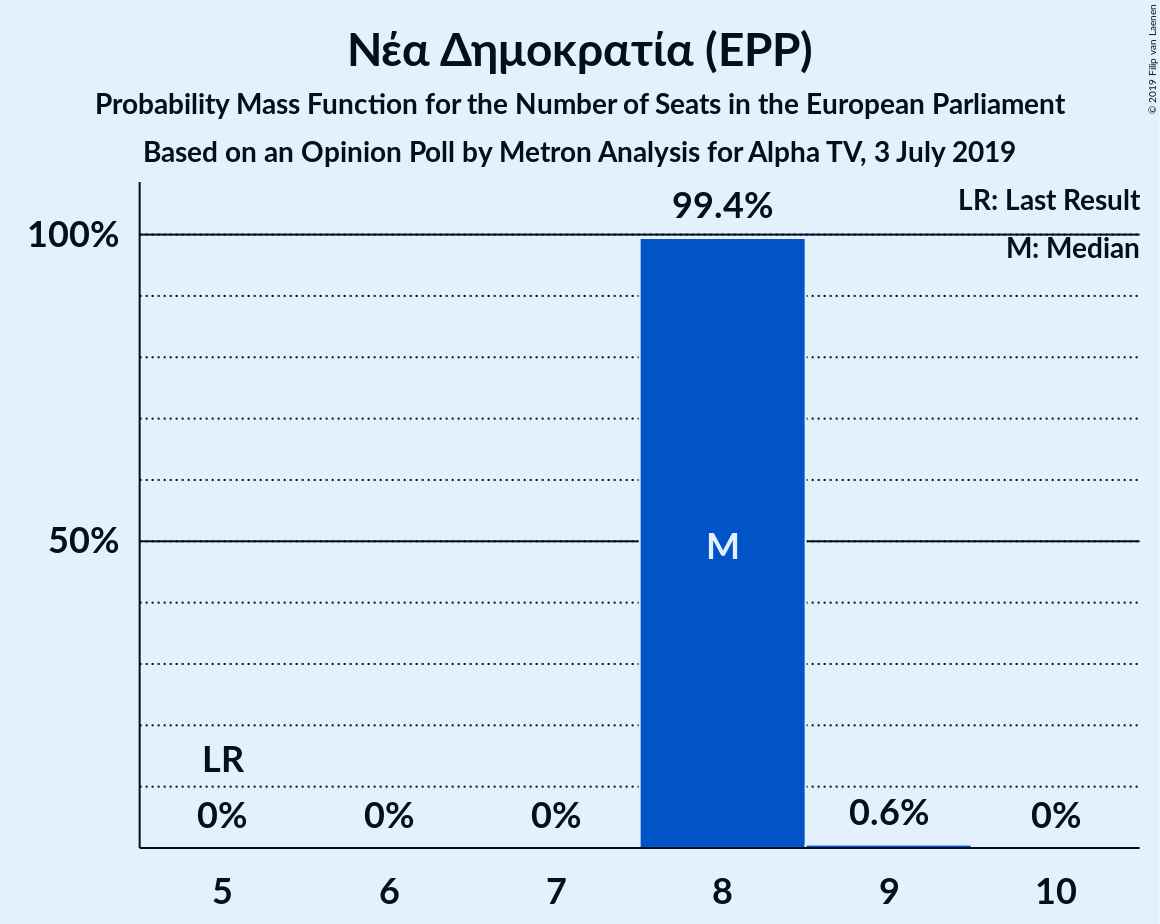 Νέα Δημοκρατία (EPP)
Probability Mass Function for the Number of Seats in the European Parliament
Based on an Opinion Poll by Metron Analysis for Alpha TV, 3 July 2019
© 2019 Filip van Laenen
LR: Last Result
M: Median
99.4%
100%
50%
M
LR
0%
0%
0%
0.6%
0%
5
6
7
8
9
10